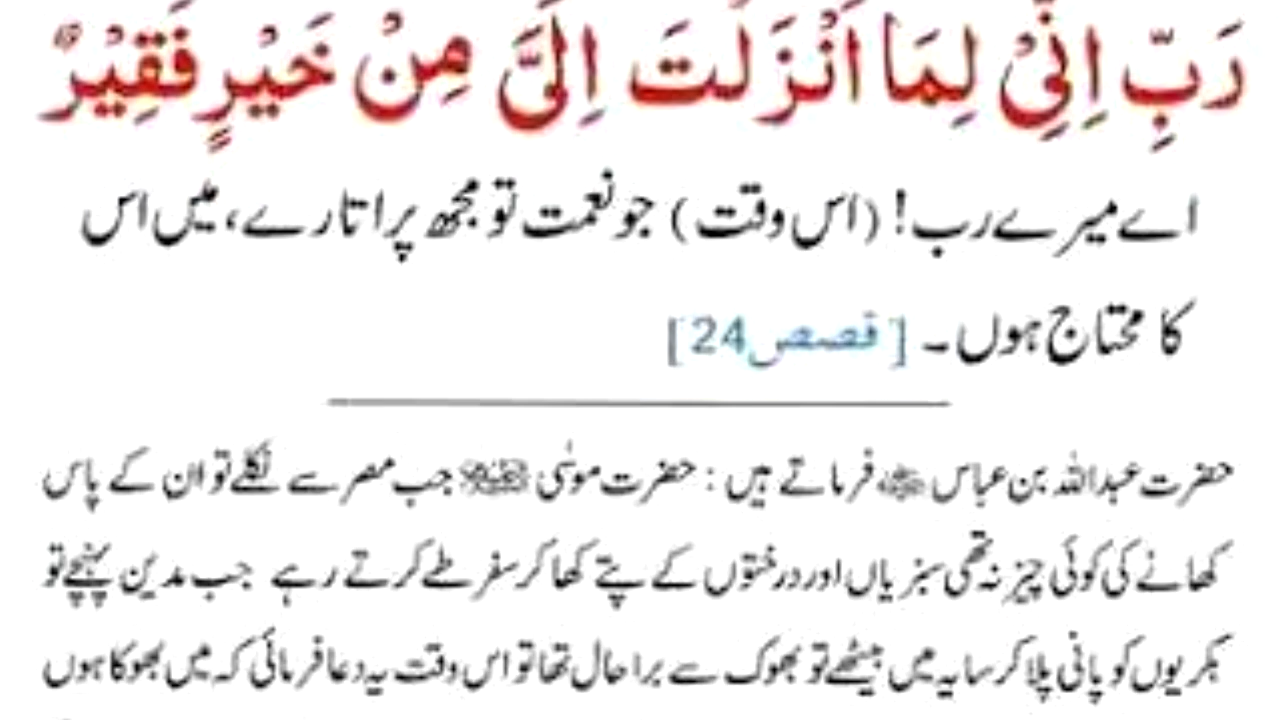 رَبِّ اِنِّىْ لِمَا اَنْزَلْتَ اِلَىَّ مِنْ خَيْرٍ فَقِيْرٌ
اے میرے رب! (اس وقت) جو نعمت تو مجھ پر اتارے، میں اس
کا محتاج ہوں۔ [قصص24]
حضرت عبداللہ بن عباس ؓ فرماتے ہیں : حضرت موسٰی جب مصر سے نکلے تو ان کے پاس
کھانے کی کوئی چیز نہ تھی سبزیاں اور درختوں کے پتے کھا کر سفر طے کرتے رہے جب مدین پہنچے تو
بکریوں کو پانی پلا کر سایہ میں بیٹھے تو بھوک سے برا حال تھا تو اس وقت یہ دعا فرمائی کہ میں بھوکا ہوں